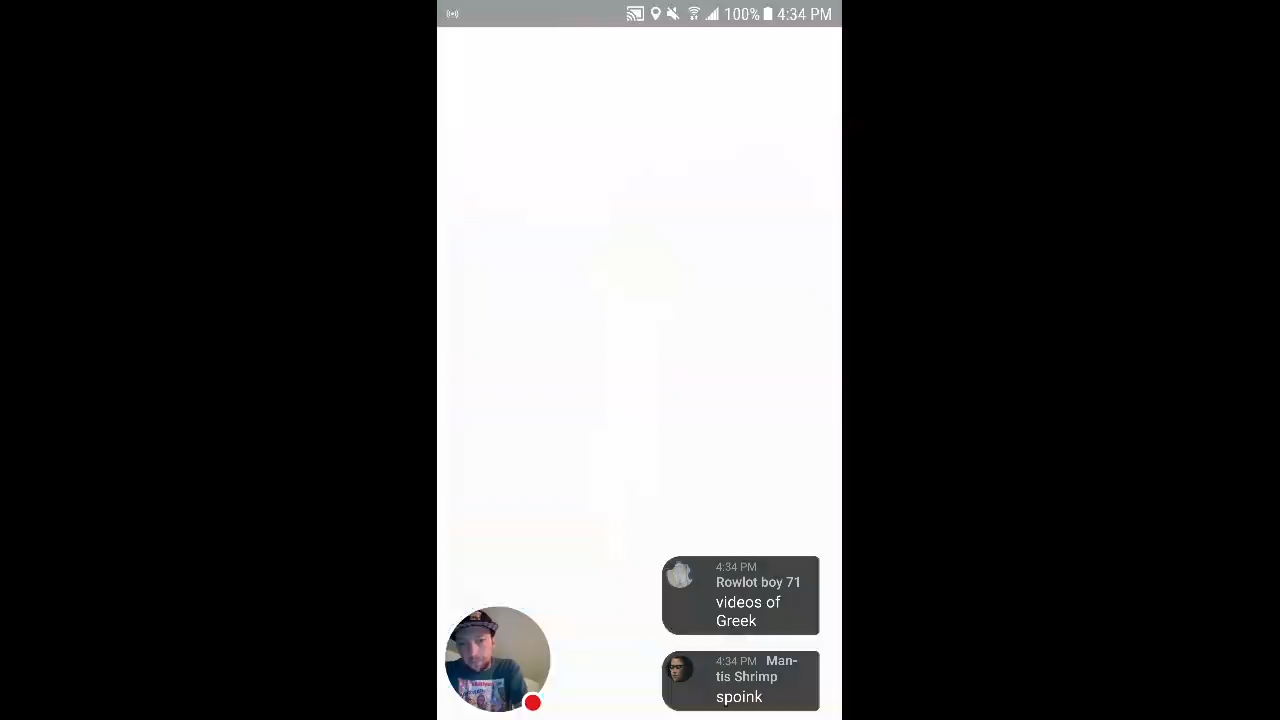 100% 4:34 PM
4:34 PM
Rowlot boy 71
videos of
Greek
4:34 PM Man-
tis Shrimp
spoink